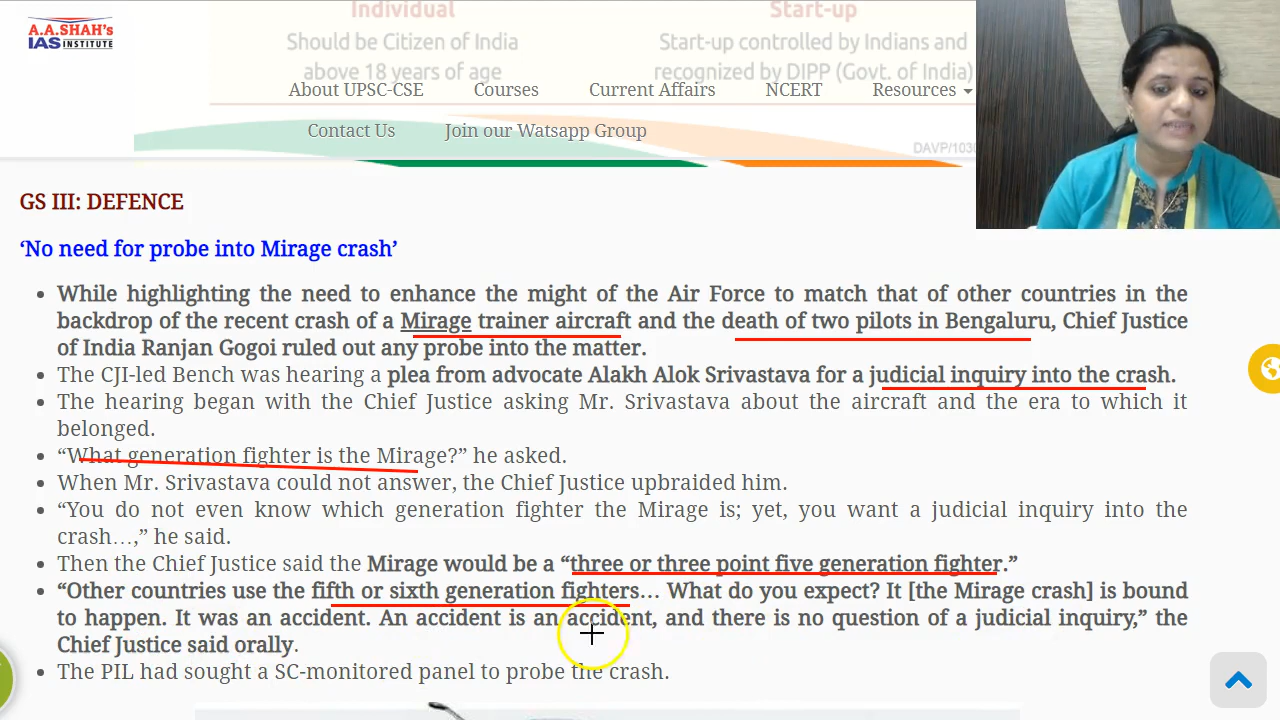 A.A.SHAH's
IAS INSTITUTE
Individual
Start-up
Should be Citizen of India
above 18 years of age
Start-up controlled by Indians and
recognized by DIPP (Govt. of India)
About UPSC-CSE
Courses
Current Affairs
NCERT
Resources
Contact Us
Join our Watsapp Group
DAVP/1030
GS III: DEFENCE
‘No need for probe into Mirage crash’
While highlighting the need to enhance the might of the Air Force to match that of other countries in the
backdrop of the recent crash of a Mirage trainer aircraft and the death of two pilots in Bengaluru, Chief Justice
of India Ranjan Gogoi ruled out any probe into the matter.
The CJI-led Bench was hearing a plea from advocate Alakh Alok Srivastava for a judicial inquiry into the crash.
The hearing began with the Chief Justice asking Mr. Srivastava about the aircraft and the era to which it
belonged.
“What generation fighter is the Mirage?” he asked.
When Mr. Srivastava could not answer, the Chief Justice upbraided him.
“You do not even know which generation fighter the Mirage is; yet, you want a judicial inquiry into the
crash…,” he said.
Then the Chief Justice said the Mirage would be a “three or three point five generation fighter.”
“Other countries use the fifth or sixth generation fighters… What do you expect? It [the Mirage crash] is bound
to happen. It was an accident. An accident is an accident, and there is no question of a judicial inquiry,” the
Chief Justice said orally.
The PIL had sought a SC-monitored panel to probe the crash.